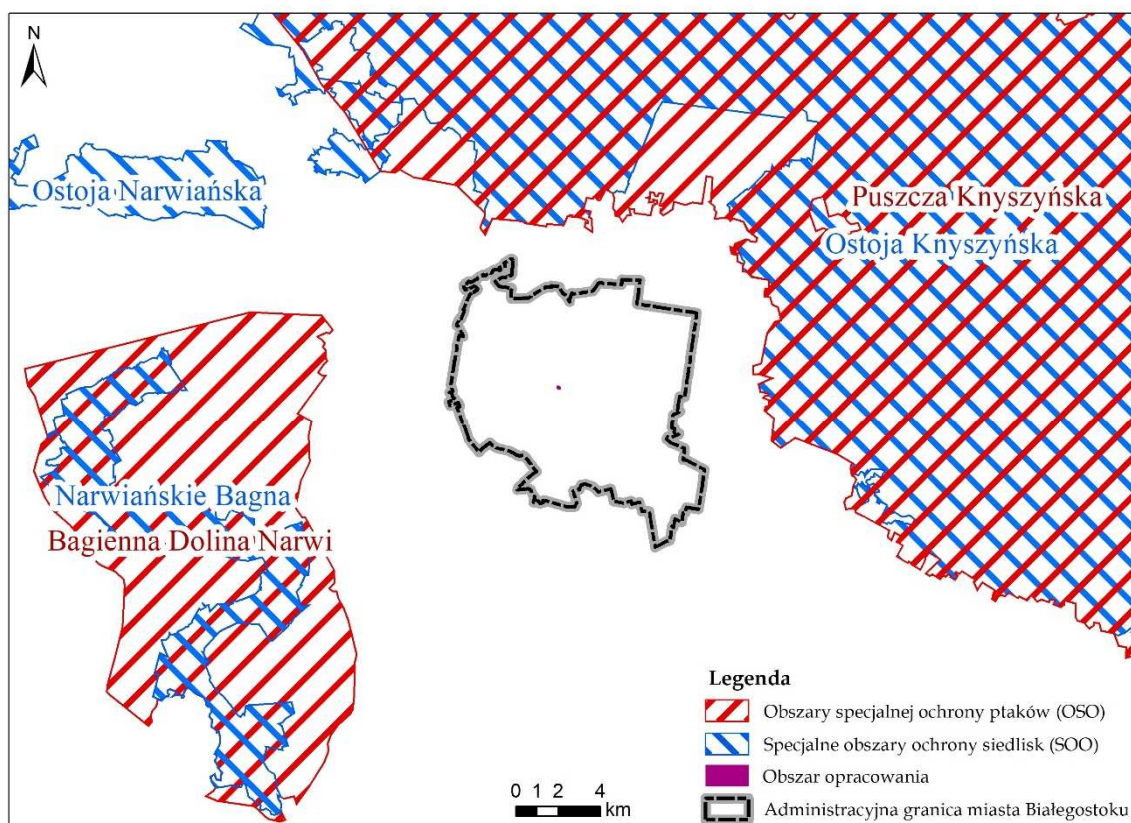 N
Ostoja Narwiańska
Puszcza Knyszyńska
Ostoja Knyszyńska
Narwiańskie Bagna
Bagienna Dolina Narwi
Legenda
Obszary specjalnej ochrony ptaków (OSO)
Specjalne obszary ochrony siedlisk (SOO)
Obszar opracowania
Administracyjna granica miasta Białegostoku
0 1 2 4
km